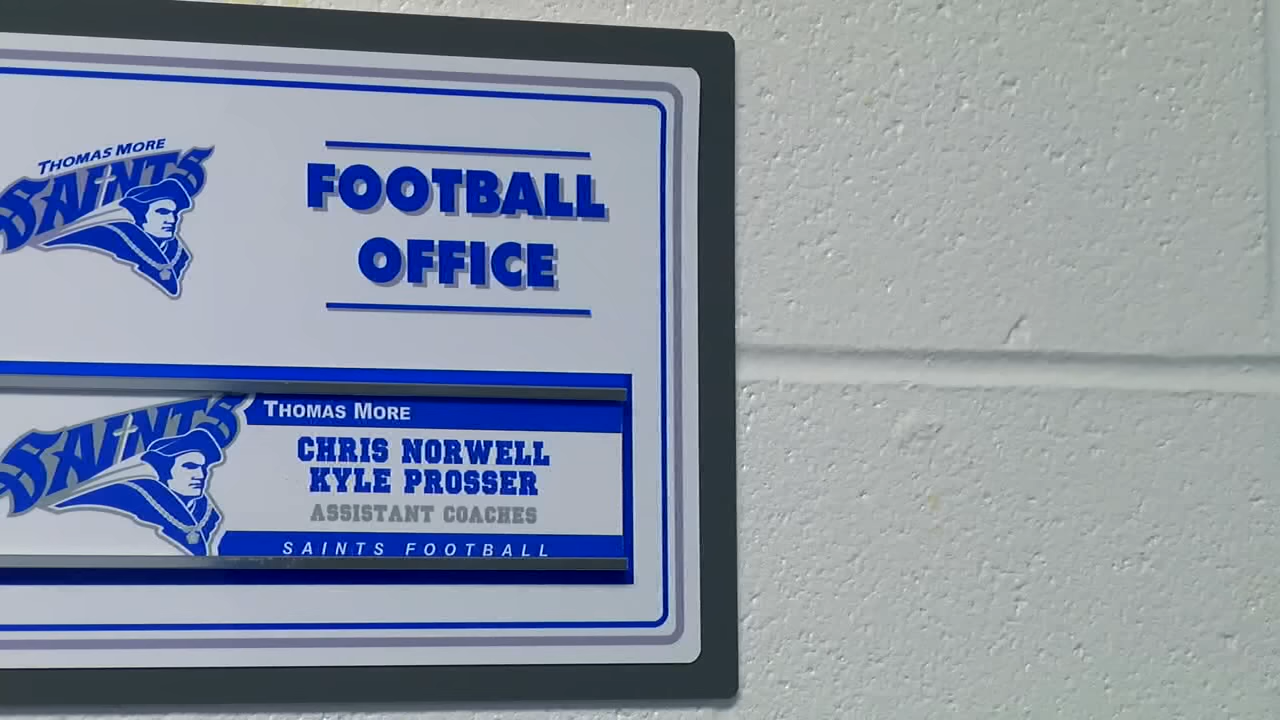 THOMAS MORE
SAINTS
FOOTBALL
OFFICE
SAINTS
THOMAS MORE
CHRIS NORWELL
KYLE PROSSER
ASSISTANT COACHES
SAINTS FOOTBALL